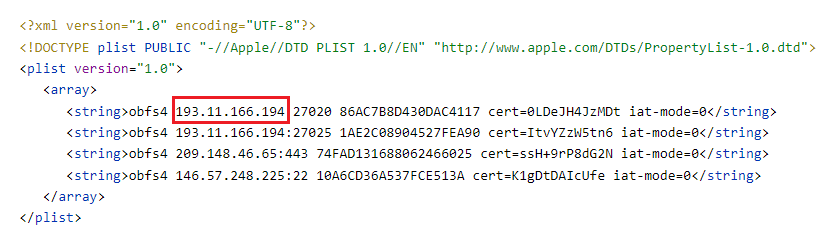 <?xml version="1.0" encoding="UTF-8"?>
<!DOCTYPE plist PUBLIC "-//Apple//DTD PLIST 1.0//EN" "http://www.apple.com/DTDs/PropertyList-1.0.dtd">
<plist version="1.0">
<array>
<string>obfs4 193.11.166.194 27020 86AC7B8D430DAC4117 cert=0LDeJH4JzMDt iat-mode=0</string>
<string>obfs4 193.11.166.194:27025 1AE2C08904527FEA90 cert=ItvYZzW5tn6 iat-mode=0</string>
<string>obfs4 209.148.46.65:443 74FAD131688062466025 cert=ssH+9rP8dG2N iat-mode=0</string>
<string>obfs4 146.57.248.225:22 10A6CD36A537FCE513A cert=K1gDtDAIcUfe iat-mode=0</string>
</array>
</plist>